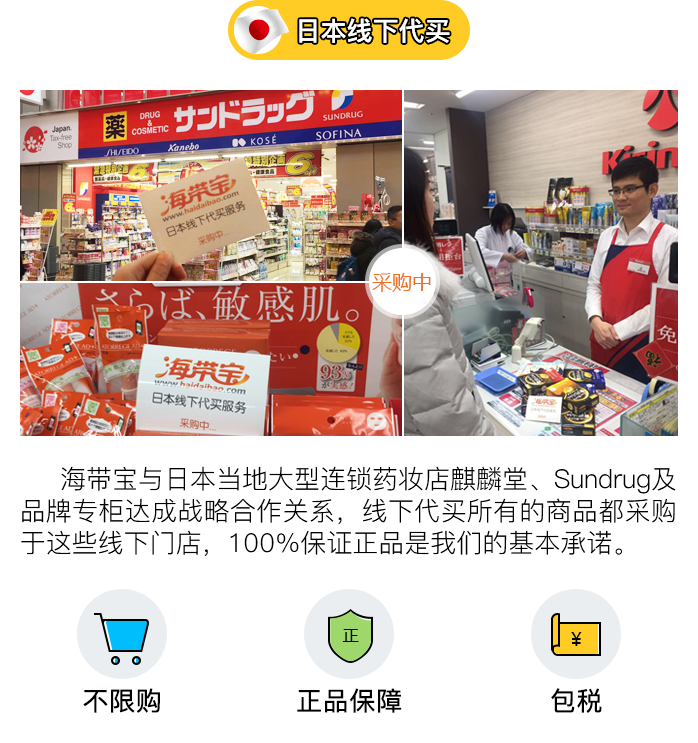 日本线下代买
Japan.
Tax-free
Shop
薬
DRUG
&
COSMETIC
サンドラッグ
SUNDRUG
SHISEIDO
Kanebo
KOSÉ
SOFINA
海带宝
www.haidaibao.com
日本线下代买服务
采购中...
Kirin
采购中
さらば、敏感肌。
93%
が実感!
海带宝
www.haidaibao.com
日本线下代买服务
采购中...
免
福
海带宝与日本当地大型连锁药妆店麒麟堂、Sundrug及
品牌专柜达成战略合作关系，线下代买所有的商品都采购
于这些线下门店，100%保证正品是我们的基本承诺。
正
¥
不限购
正品保障
包税